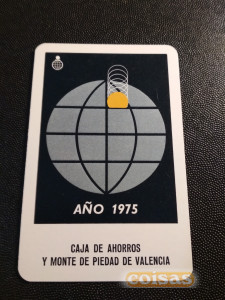 AÑO 1975
CAJA DE AHORROS
Y MONTE DE PIEDAD DE VALENCIA
coisas